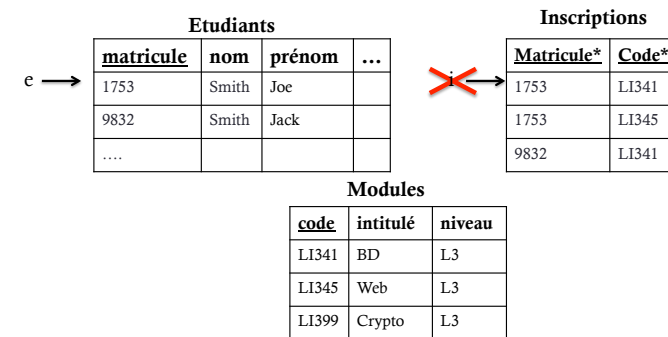 Etudiants
matricule nom prénom ...
e
1753 Smith Joe
9832 Smith Jack
....
Inscriptions
Matricule* Code*
i
1753 LI341
1753 LI345
9832 LI341
Modules
code intitulé niveau
LI341 BD L3
LI345 Web L3
LI399 Crypto L3